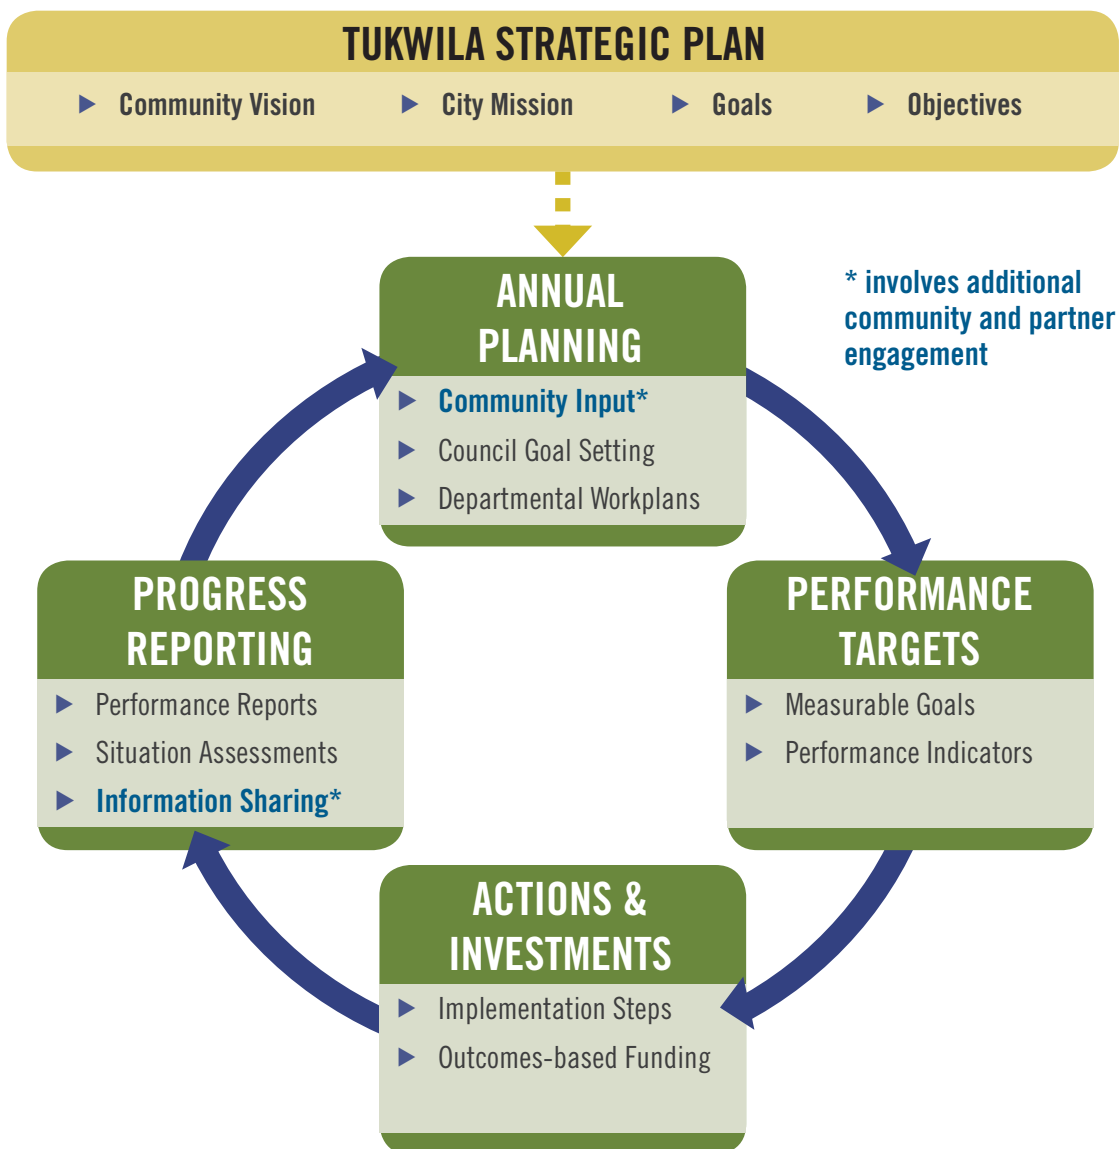 TUKWILA STRATEGIC PLAN
Community Vision
City Mission
Goals
Objectives
ANNUAL
PLANNING
Community Input*
Council Goal Setting
Departmental Workplans
* involves additional
community and partner
engagement
PROGRESS
REPORTING
Performance Reports
Situation Assessments
Information Sharing*
PERFORMANCE
TARGETS
Measurable Goals
Performance Indicators
ACTIONS &
INVESTMENTS
Implementation Steps
Outcomes-based Funding